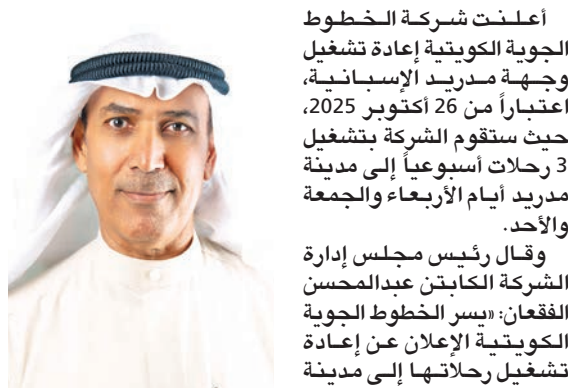 أعلنت شركة الخطوط
الجوية الكويتية إعادة تشغيل
وجهة مدريد الإسبانية،
اعتباراً من 26 أكتوبر 2025،
حيث ستقوم الشركة بتشغيل
3 رحلات أسبوعياً إلى مدينة
مدريد أيام الأربعاء والجمعة
والأحد.
وقال رئيس مجلس إدارة
الشركة الكابتن عبدالمحسن
الفقعان: «يسر الخطوط الجوية
الكويتية الإعلان عن إعادة
تشغيل رحلاتها إلى مدينة